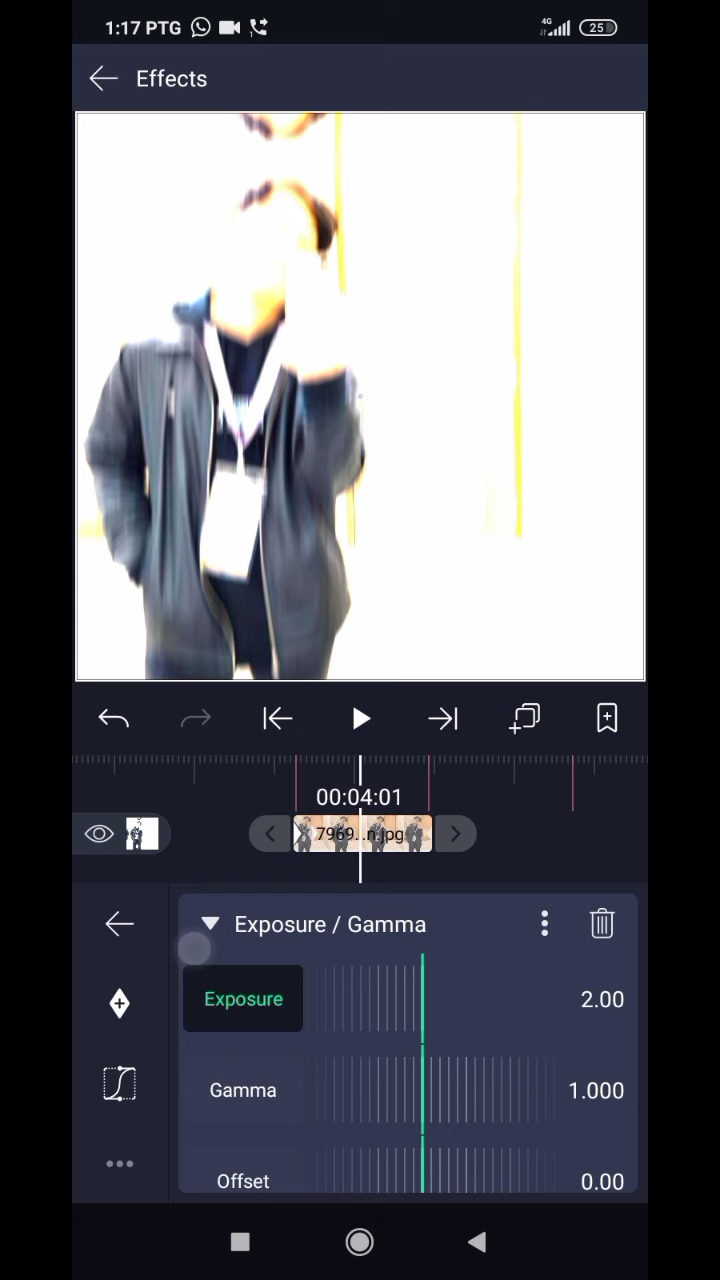 1:17 PTG
4G
25
Effects
00:04:01
7969...n.jpg
Exposure / Gamma
Exposure 2.00
Gamma 1.000
Offset 0.00